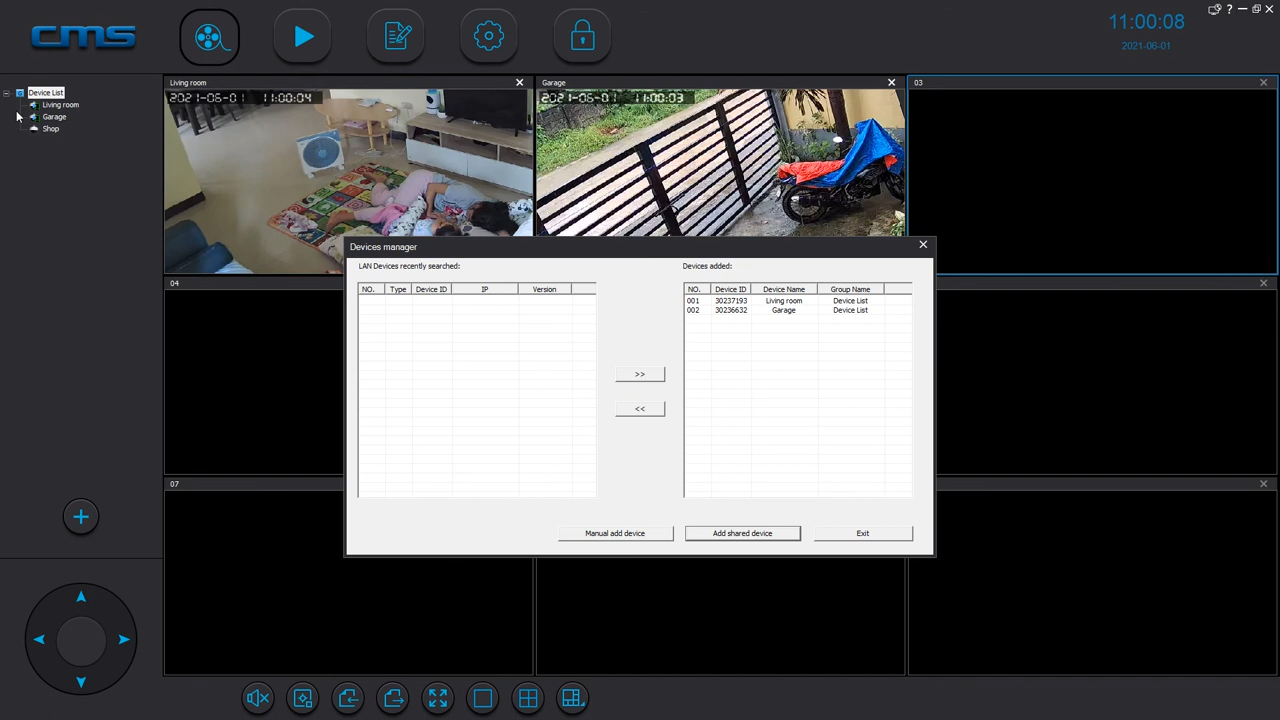 cms
11:00:08
2021-06-01
?
Device List
Living room
Garage
Shop
Living room
2021-06-01 11:00:04
Garage
2021-06-01 11:00:03
03
04
07
Devices manager
LAN Devices recently searched:
NO. Type Device ID IP Version
>>
<<
Devices added:
NO. Device ID Device Name Group Name
001 30237193 Living room Device List
002 30236632 Garage Device List
Manual add device
Add shared device
Exit